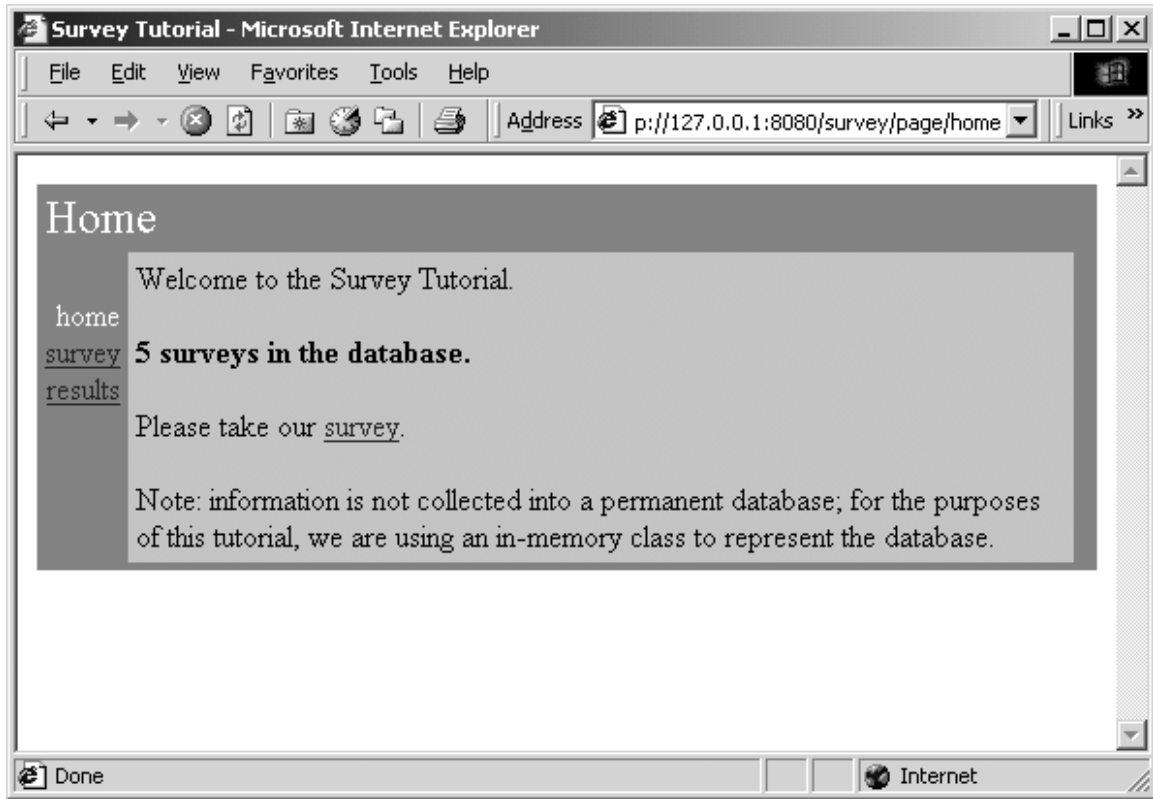 Survey Tutorial - Microsoft Internet Explorer
File Edit View Favorites Tools Help
Address p://127.0.0.1:8080/survey/page/home Links »
Home
Welcome to the Survey Tutorial.
home
survey 5 surveys in the database.
results
Please take our survey.
Note: information is not collected into a permanent database; for the purposes
of this tutorial, we are using an in-memory class to represent the database.
Done Internet